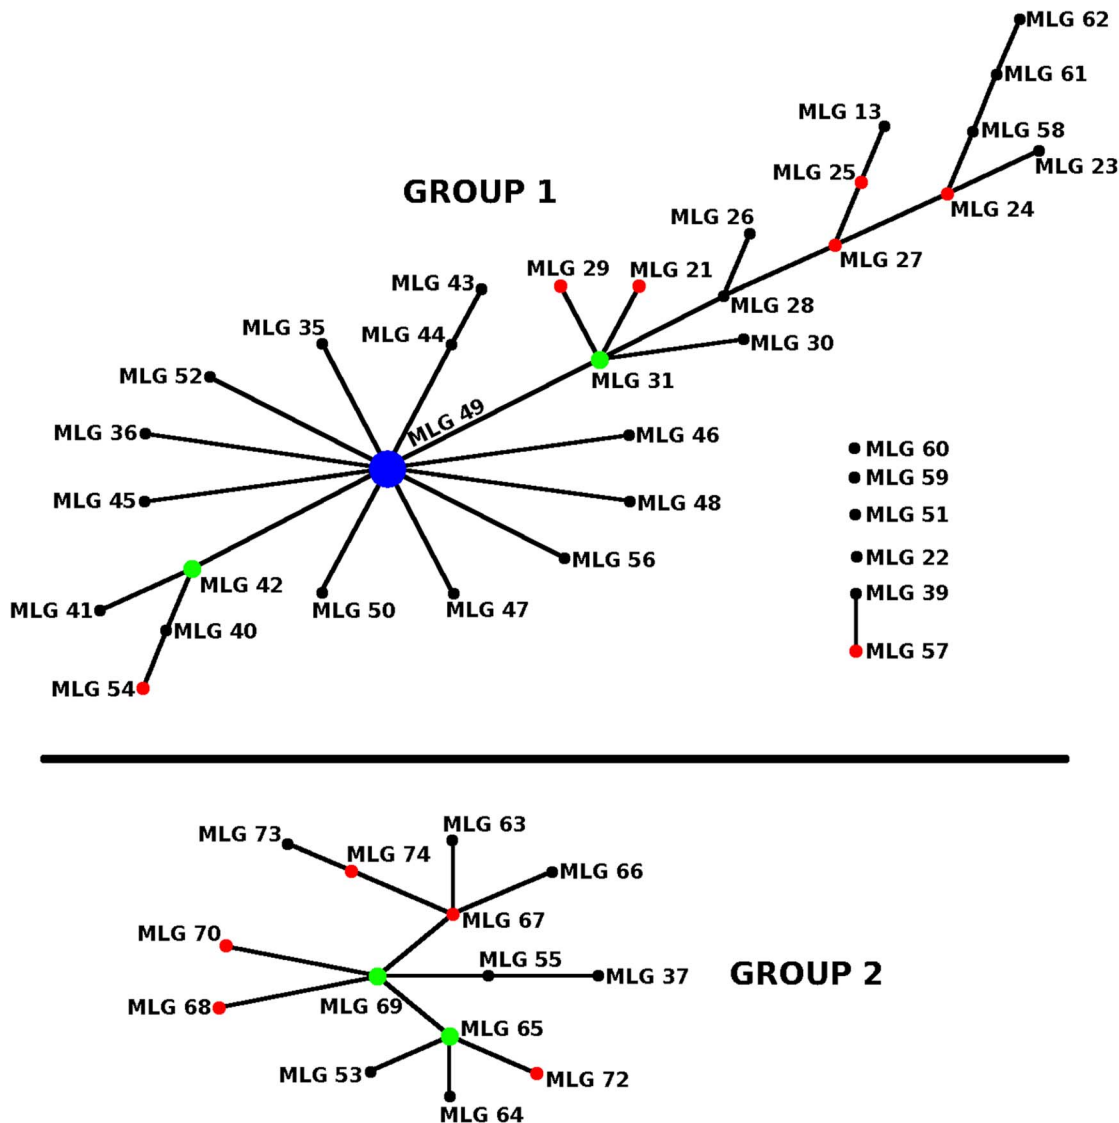 MLG 62
MLG 61
MLG 13
MLG 58
MLG 23
MLG 25
GROUP 1
MLG 24
MLG 26
MLG 27
MLG 29
MLG 21
MLG 43
MLG 28
MLG 35
MLG 44
MLG 30
MLG 52
MLG 31
MLG 49
MLG 36
MLG 46
MLG 60
MLG 59
MLG 45
MLG 48
MLG 51
MLG 56
MLG 22
MLG 42
MLG 39
MLG 41
MLG 50
MLG 47
MLG 40
MLG 57
MLG 54
MLG 63
MLG 73
MLG 74
MLG 66
MLG 67
MLG 70
MLG 55
GROUP 2
MLG 37
MLG 68
MLG 69
MLG 65
MLG 53
MLG 72
MLG 64